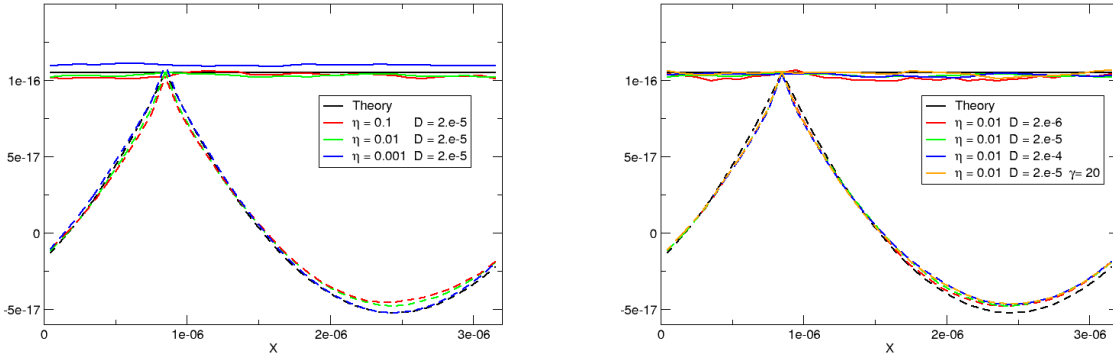 1e-16
5e-17
0
-5e-17
0
1e-06
2e-06
3e-06
X
Theory
η = 0.1 D = 2.e-5
η = 0.01 D = 2.e-5
η = 0.001 D = 2.e-5
1e-16
5e-17
0
-5e-17
0
1e-06
2e-06
3e-06
X
Theory
η = 0.01 D = 2.e-6
η = 0.01 D = 2.e-5
η = 0.01 D = 2.e-4
η = 0.01 D = 2.e-5 γ= 20